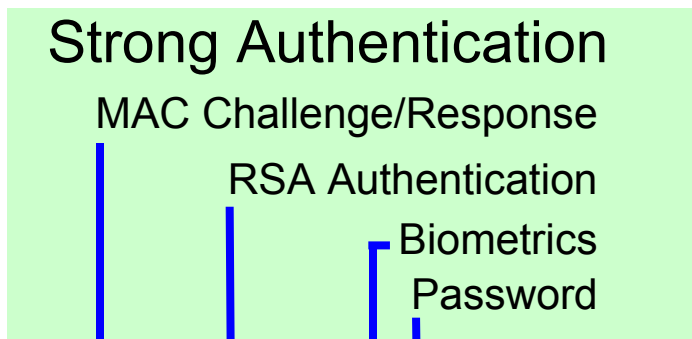 Strong Authentication
MAC Challenge/Response
RSA Authentication
Biometrics
Password